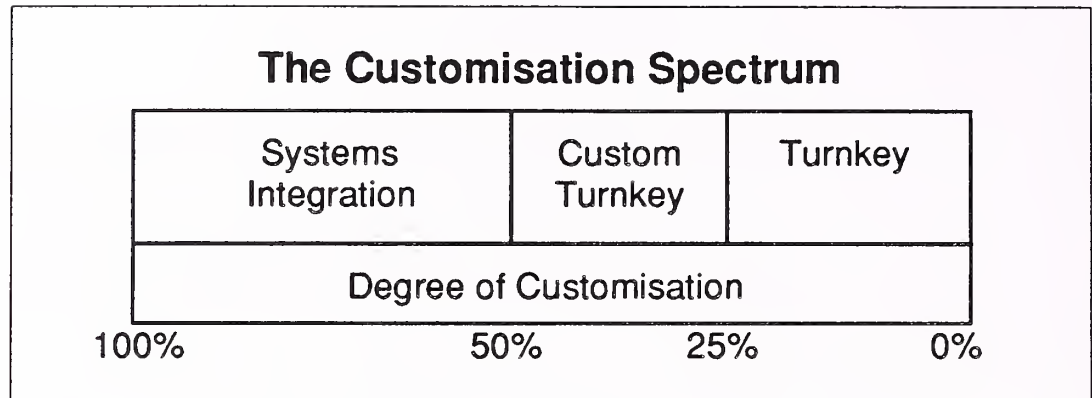 The Customisation Spectrum
Systems
Integration
Custom
Turnkey
Turnkey
Degree of Customisation
100%
50%
25%
0%